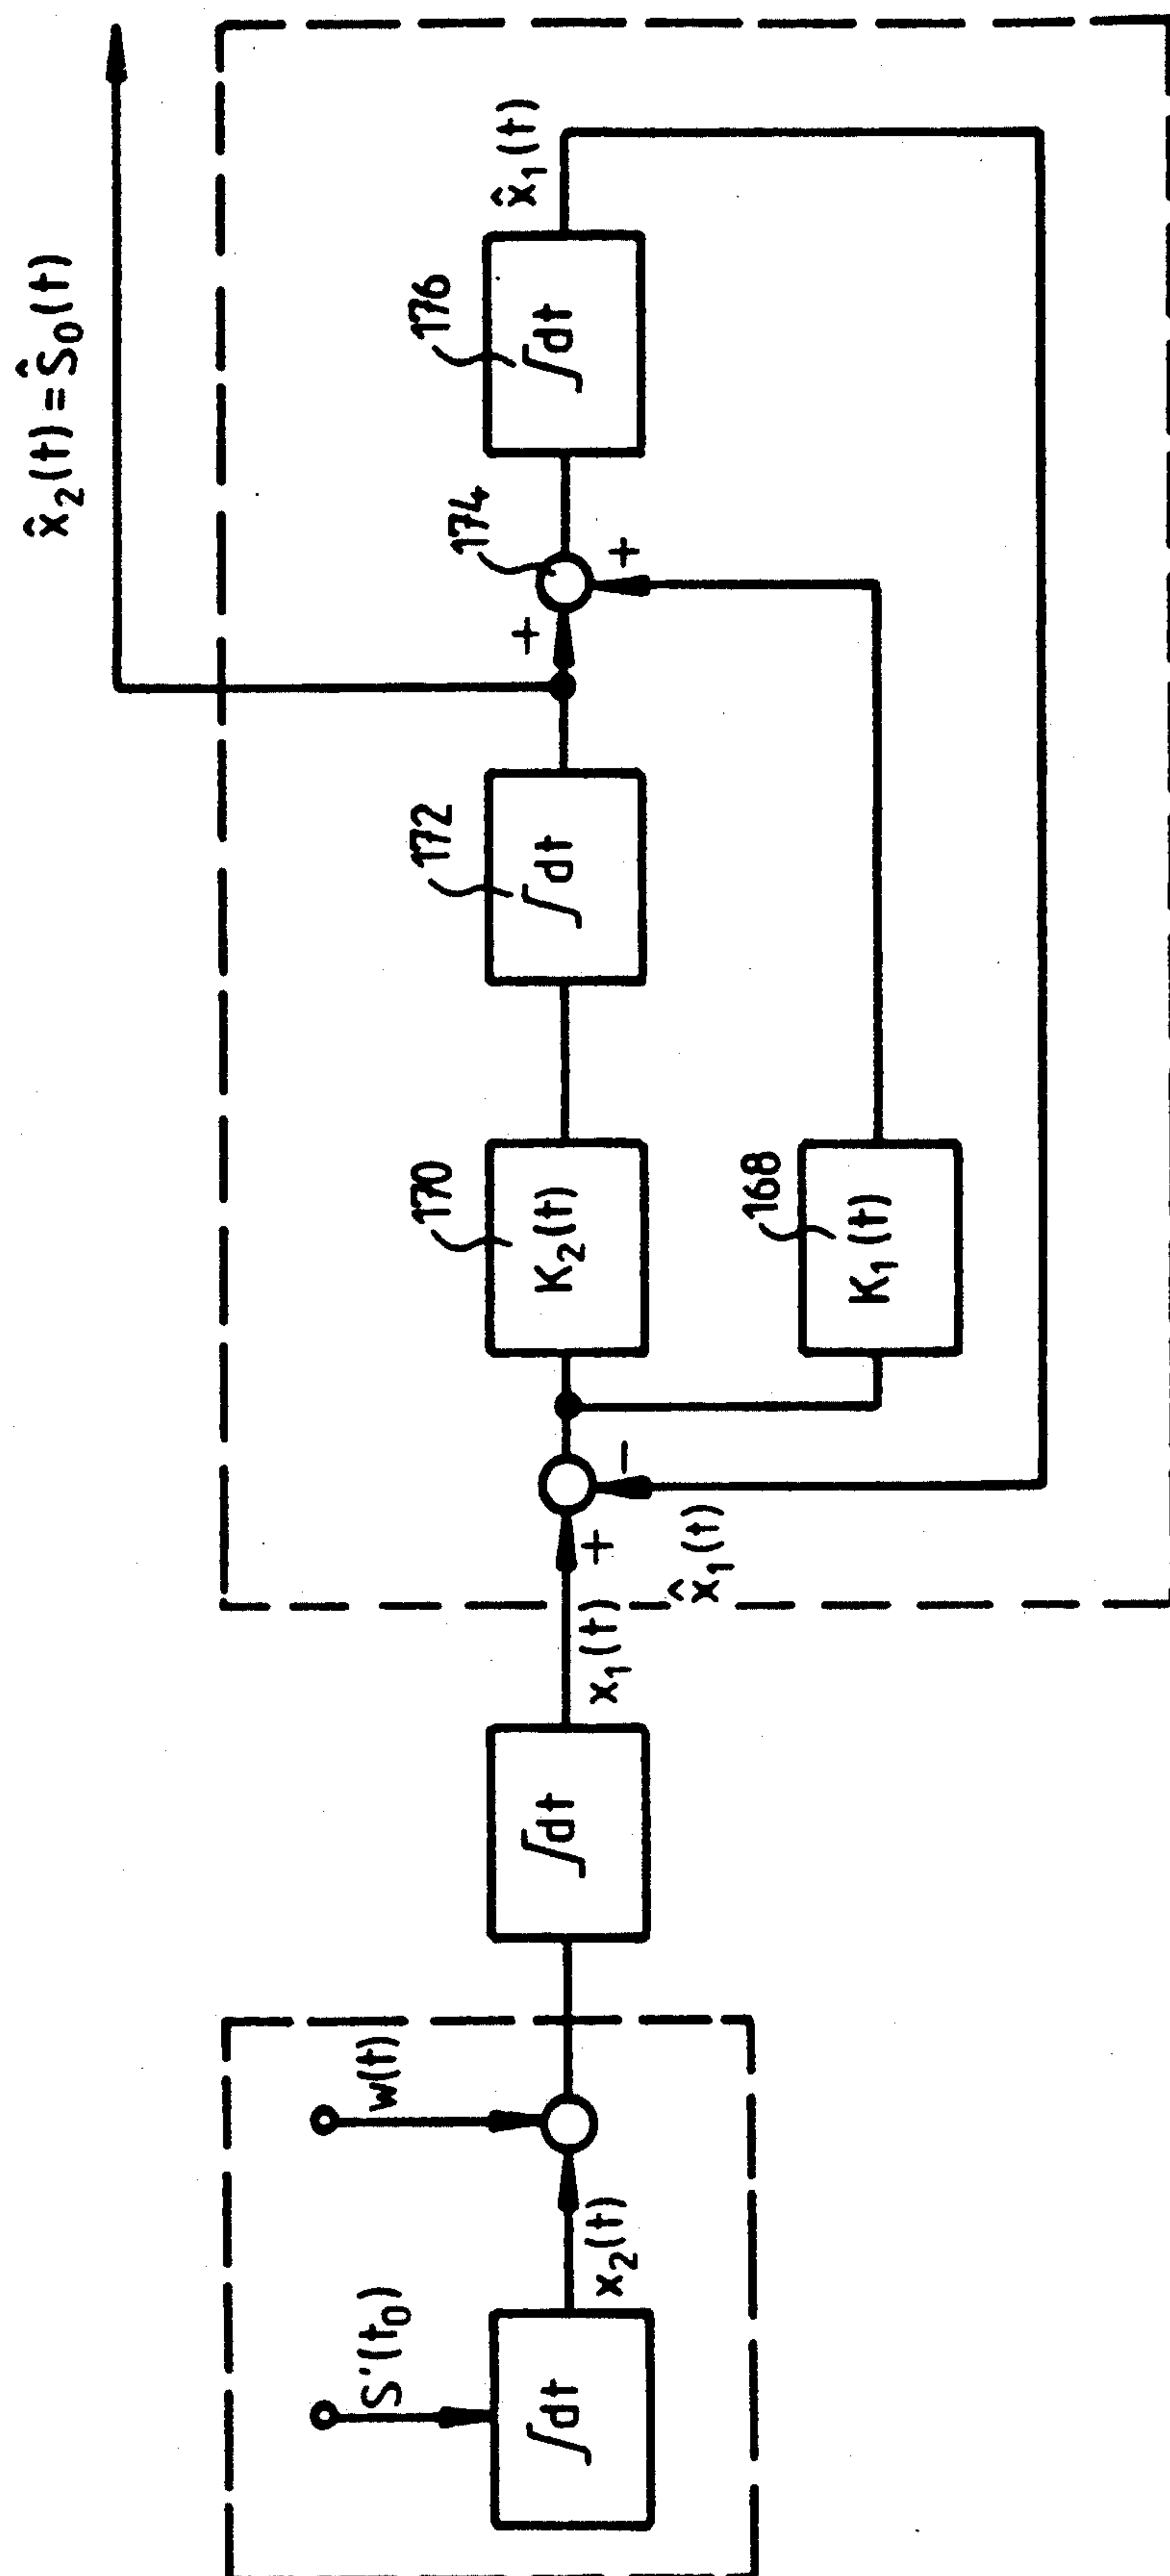 x̂₂(t) = Ŝ₀(t)
S'(t₀)
w(t)
∫dt
x₂(t)
∫dt
x₁(t)
+
−
x̂₁(t)
170
K₂(t)
168
K₁(t)
172
∫dt
+
174
+
176
∫dt
x̂₁(t)